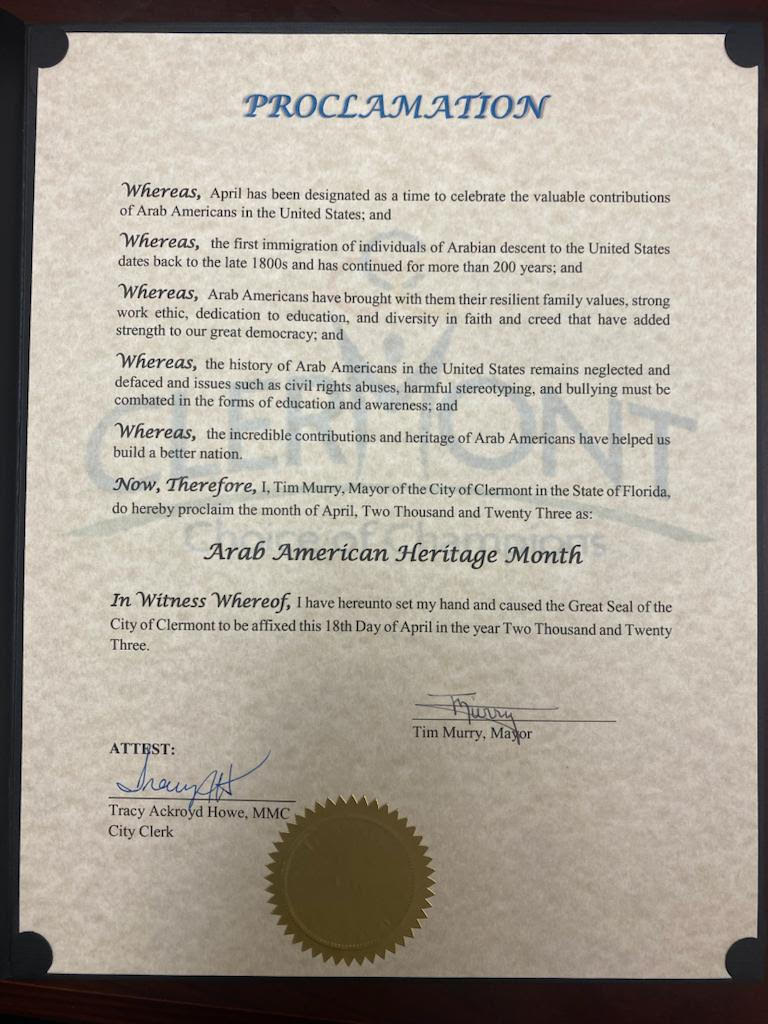 PROCLAMATION
Whereas, April has been designated as a time to celebrate the valuable contributions
of Arab Americans in the United States; and
Whereas, the first immigration of individuals of Arabian descent to the United States
dates back to the late 1800s and has continued for more than 200 years; and
Whereas, Arab Americans have brought with them their resilient family values, strong
work ethic, dedication to education, and diversity in faith and creed that have added
strength to our great democracy; and
Whereas, the history of Arab Americans in the United States remains neglected and
defaced and issues such as civil rights abuses, harmful stereotyping, and bullying must be
combated in the forms of education and awareness; and
CLERMONT
Whereas, the incredible contributions and heritage of Arab Americans have helped us
build a better nation.
Now, Therefore, I, Tim Murry, Mayor of the City of Clermont in the State of Florida,
do hereby proclaim the month of April, Two Thousand and Twenty Three as:
Choice of Champions
Arab American Heritage Month
In Witness Whereof, I have hereunto set my hand and caused the Great Seal of the
City of Clermont to be affixed this 18th Day of April in the year Two Thousand and Twenty
Three.
TMurry
Tim Murry, Mayor
ATTEST:
Tracy Ackroyd Howe, MMC
City Clerk